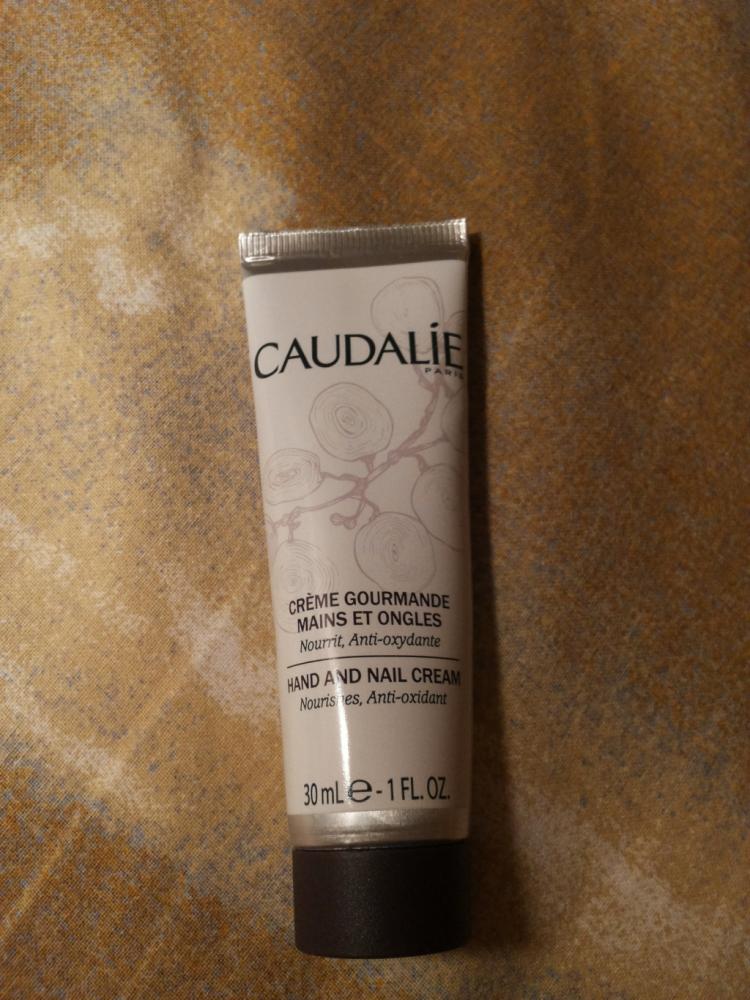 CAUDALiE
PARIS
CRÈME GOURMANDE
MAINS ET ONGLES
Nourrit, Anti-oxydante
HAND AND NAIL CREAM
Nourishes, Anti-oxidant
30 mL ℮ - 1 FL. OZ.